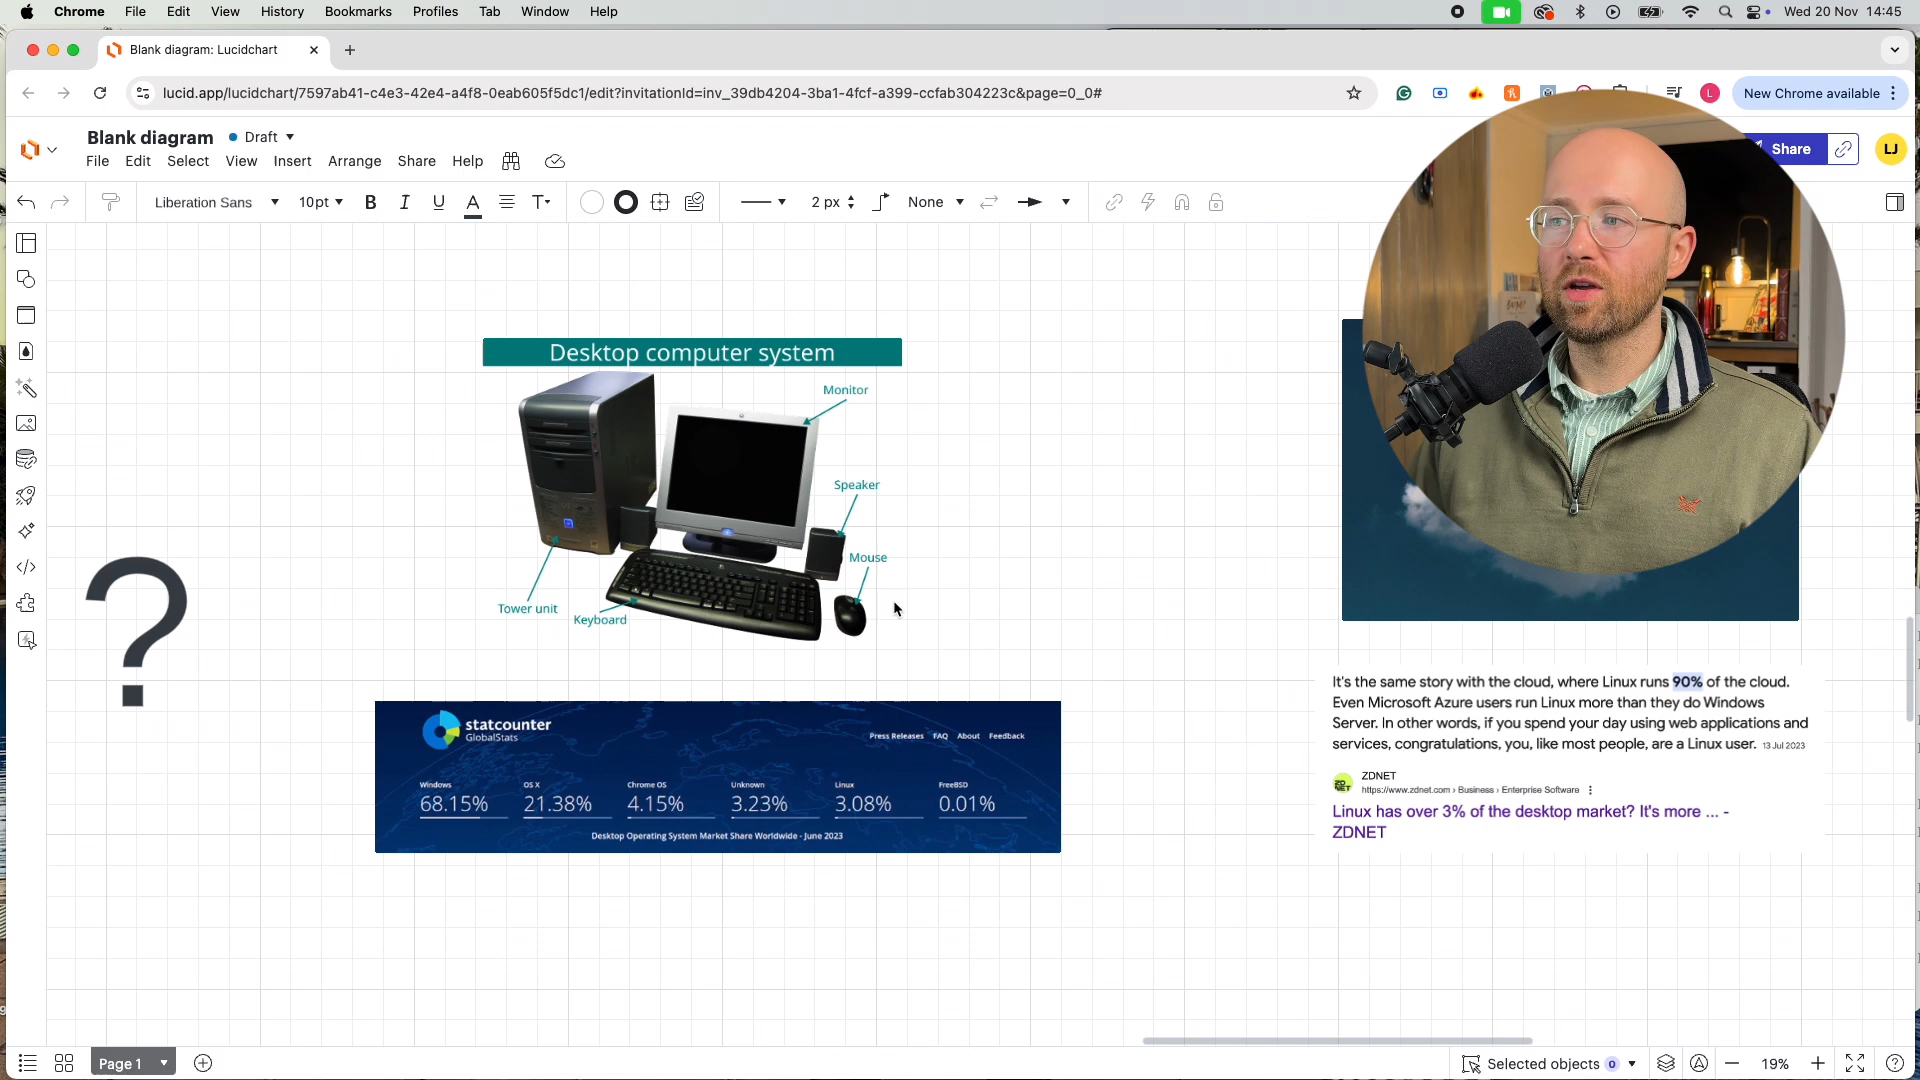 Chrome File Edit View History Bookmarks Profiles Tab Window Help
Wed 20 Nov 14:45
Blank diagram: Lucidchart
lucid.app/lucidchart/7597ab41-c4e3-42e4-a4f8-0eab605f5dc1/edit?invitationId=inv_39db4204-3ba1-4fcf-a399-ccfab304223c&page=0_0#
L
New Chrome available
Blank diagram
Draft
Share
LJ
File Edit Select View Insert Arrange Share Help
Liberation Sans
10pt
B I U A T
2 px
None
Desktop computer system
Monitor
Speaker
Mouse
Tower unit
Keyboard
?
statcounter
GlobalStats
Press Releases FAQ About Feedback
Windows OS X Chrome OS Unknown Linux FreeBSD
68.15% 21.38% 4.15% 3.23% 3.08% 0.01%
Desktop Operating System Market Share Worldwide - June 2023
It's the same story with the cloud, where Linux runs 90% of the cloud.
Even Microsoft Azure users run Linux more than they do Windows
Server. In other words, if you spend your day using web applications and
services, congratulations, you, like most people, are a Linux user. 13 Jul 2023
ZDNET
https://www.zdnet.com › Business › Enterprise Software
Linux has over 3% of the desktop market? It's more ... -
ZDNET
Page 1
Selected objects 0
19%